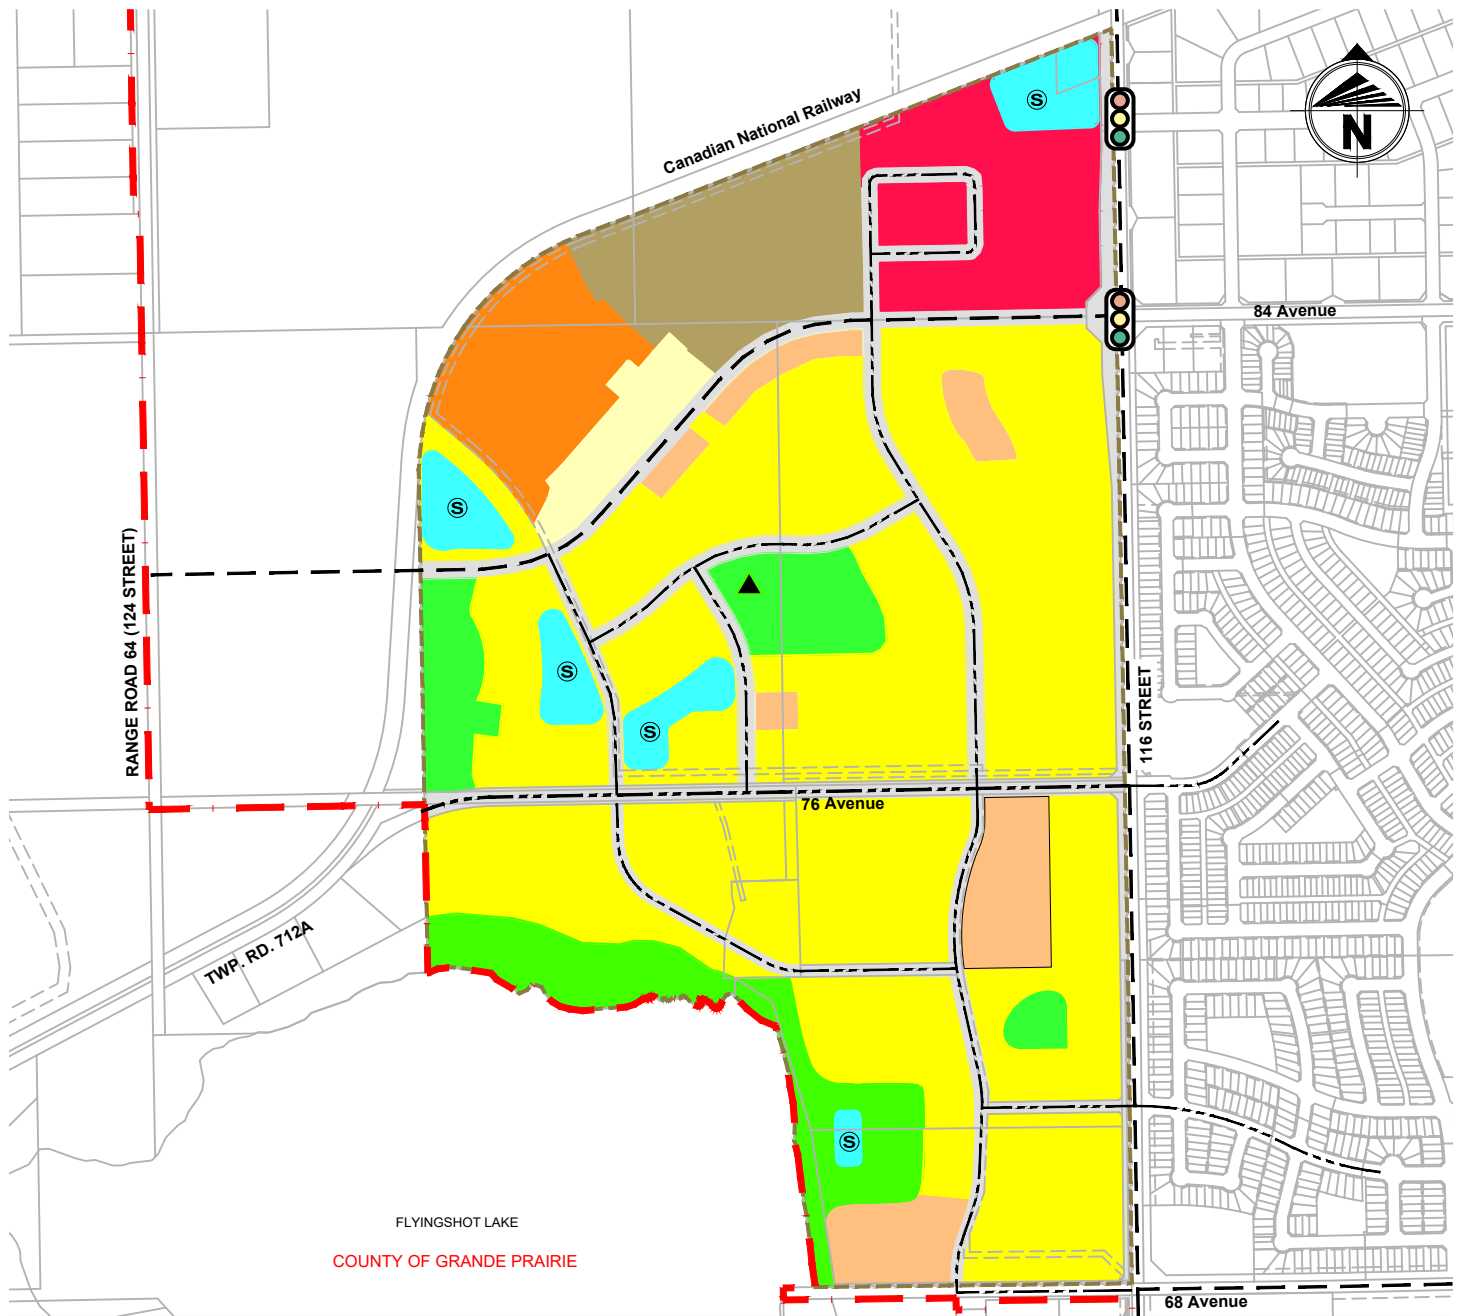 Canadian National Railway
S
N
84 Avenue
S
RANGE ROAD 64 (124 STREET)
S
116 STREET
S
76 Avenue
TWP. RD. 712A
S
FLYINGSHOT LAKE
COUNTY OF GRANDE PRAIRIE
68 Avenue